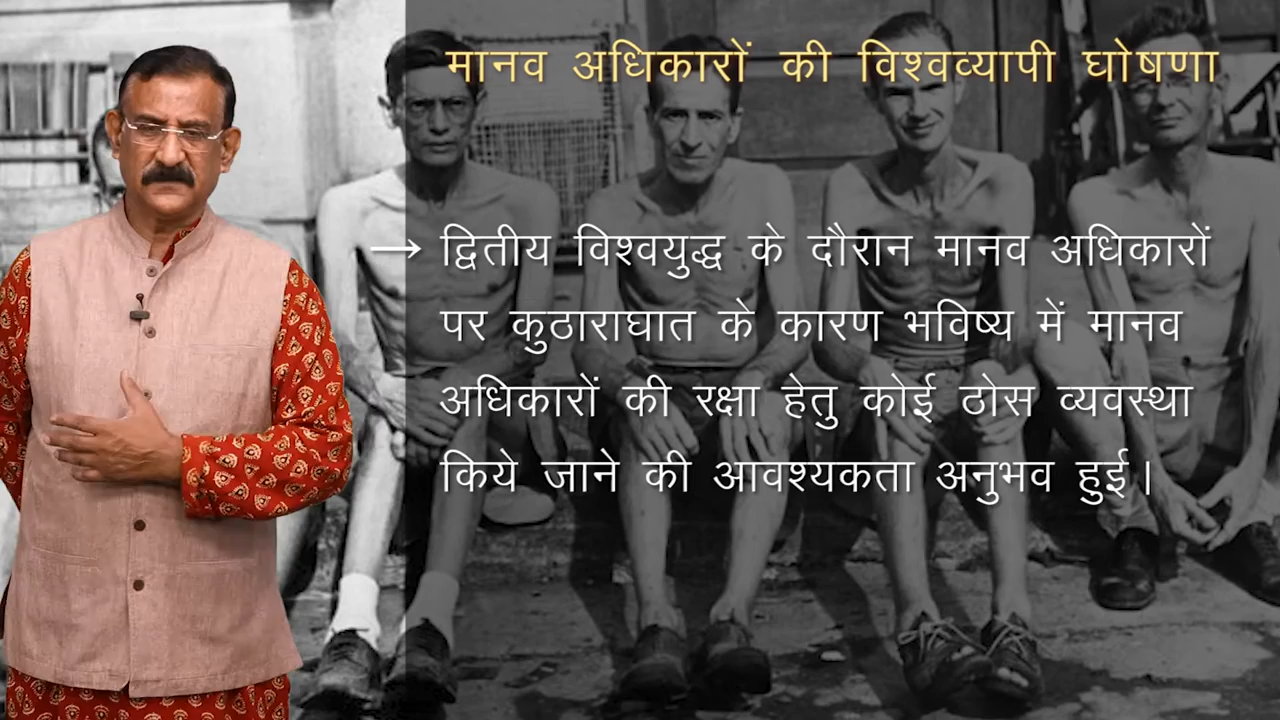 मानव अधिकारों की विश्वव्यापी घोषणा
→ द्वितीय विश्वयुद्ध के दौरान मानव अधिकारों
पर कुठाराघात के कारण भविष्य में मानव
अधिकारों की रक्षा हेतु कोई ठोस व्यवस्था
किये जाने की आवश्यकता अनुभव हुई।